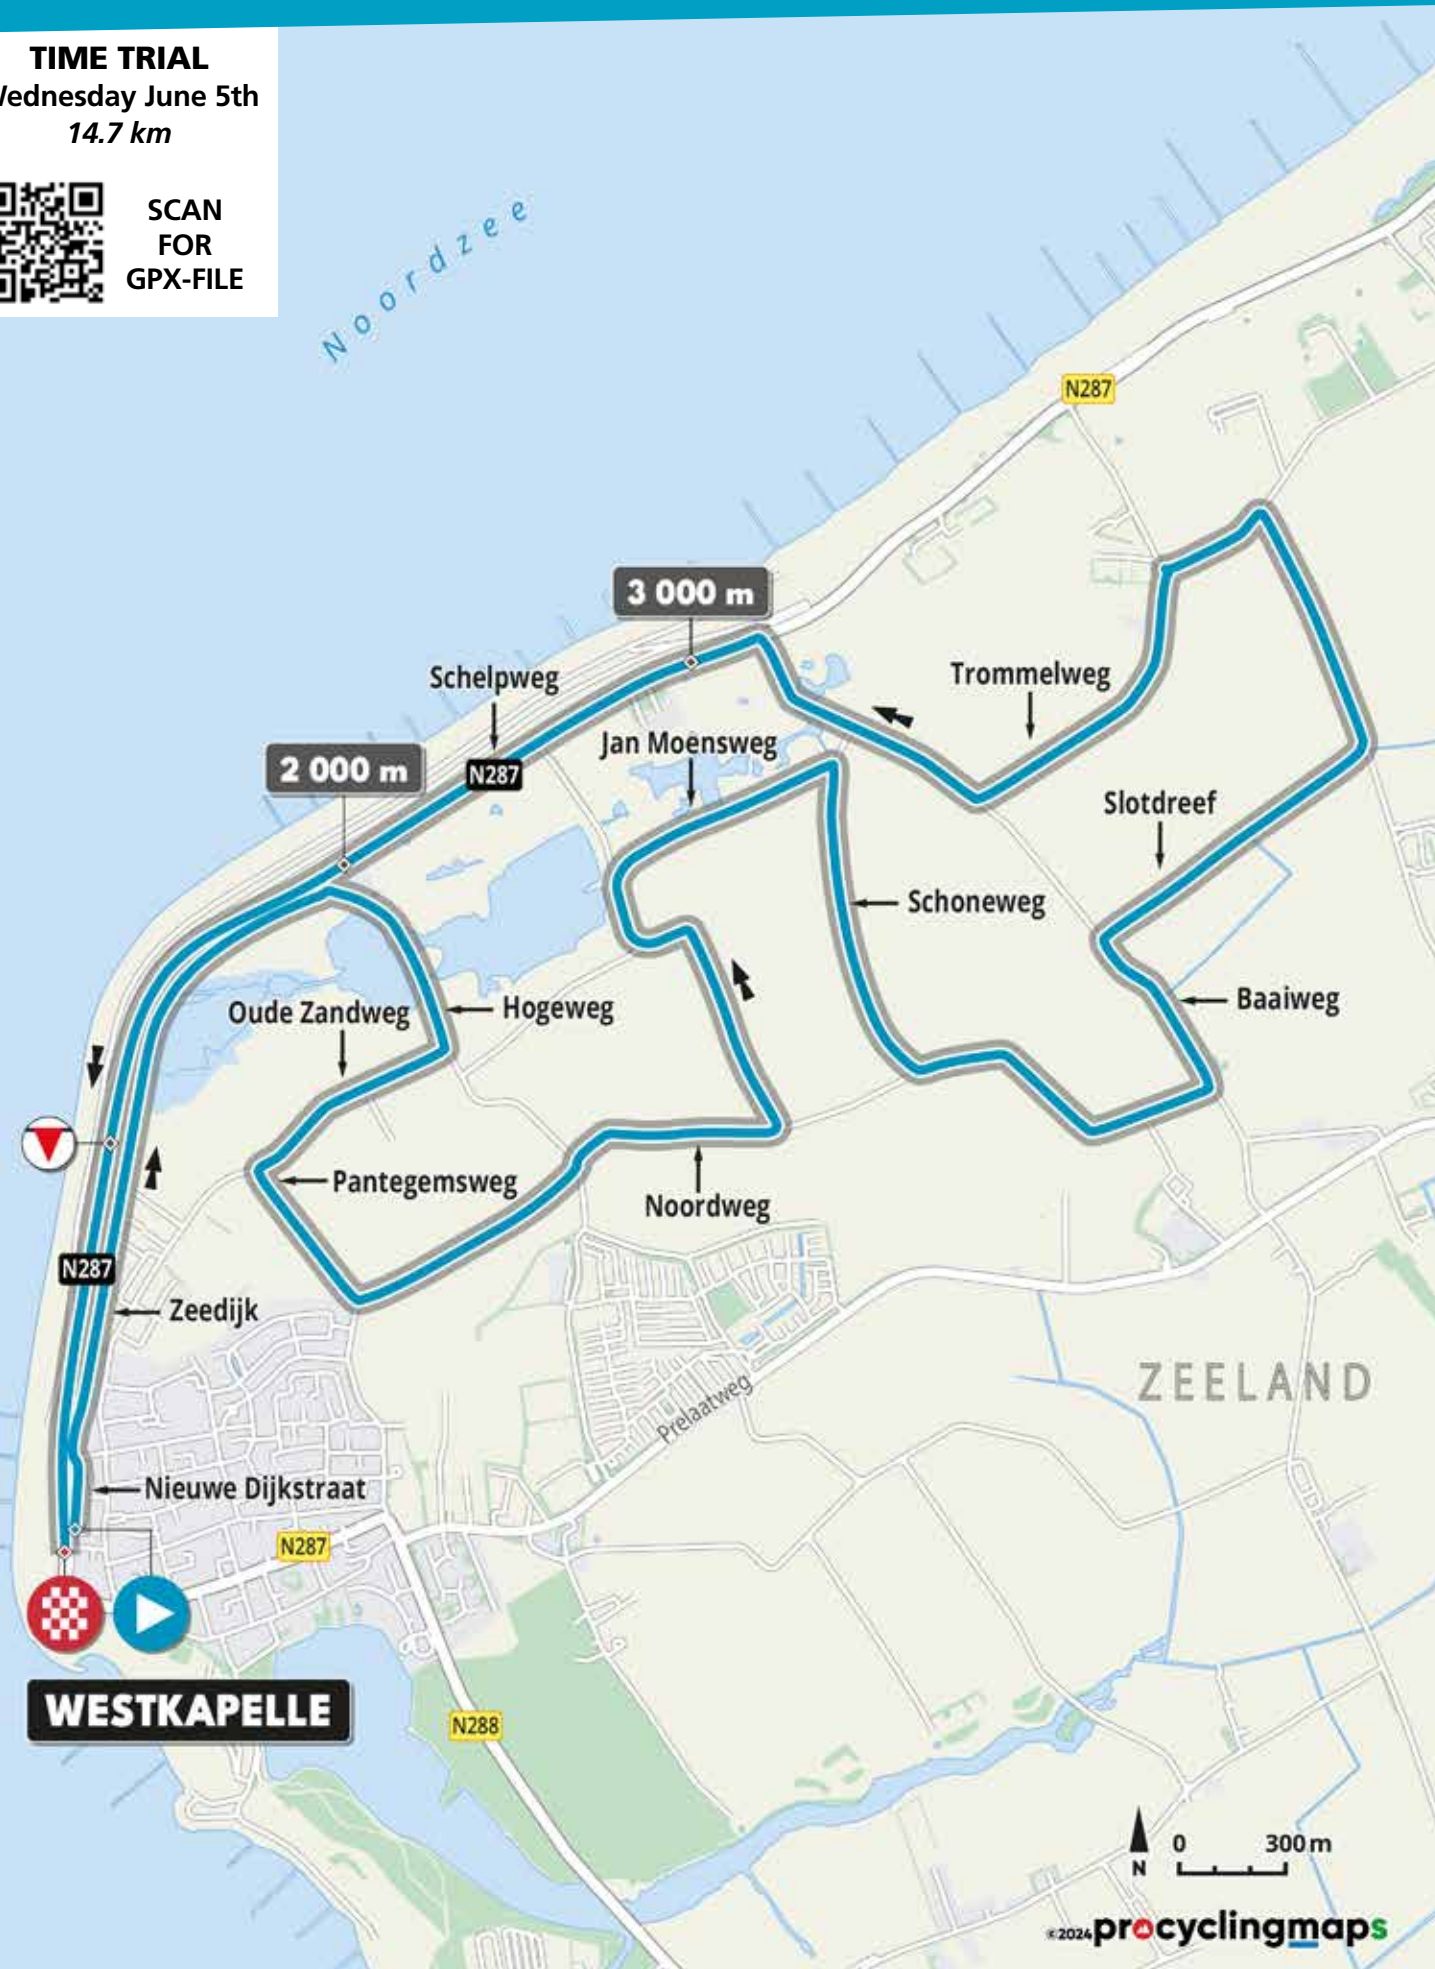 TIME TRIAL
Wednesday June 5th
14.7 km
SCAN
FOR
GPX-FILE
Noordzee
N287
3 000 m
Schelpweg
Trommelweg
Jan Moensweg
2 000 m
N287
Slotdreef
Schoneweg
Baaiweg
Oude Zandweg
Hogeweg
Pantegemsweg
Noordweg
N287
Zeedijk
ZEELAND
Prelaatweg
Nieuwe Dijkstraat
N287
WESTKAPELLE
N288
N
0 300 m
©2024 procyclingmaps